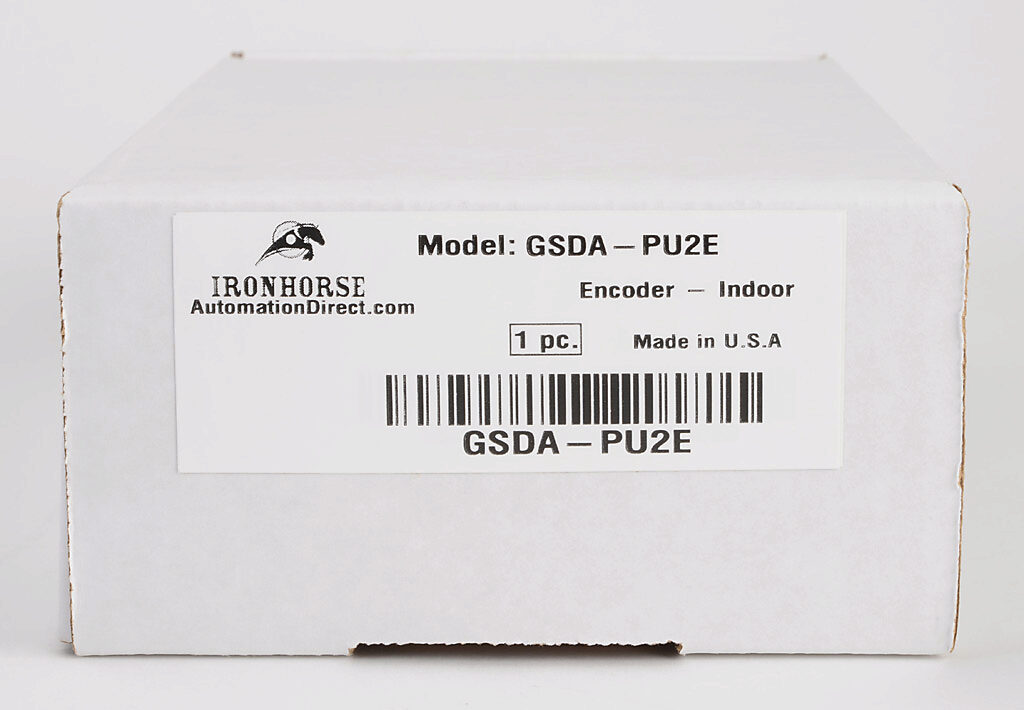 IRONHORSE
AutomationDirect.com
Model: GSDA – PU2E
Encoder – Indoor
1 pc.
Made in U.S.A
GSDA – PU2E